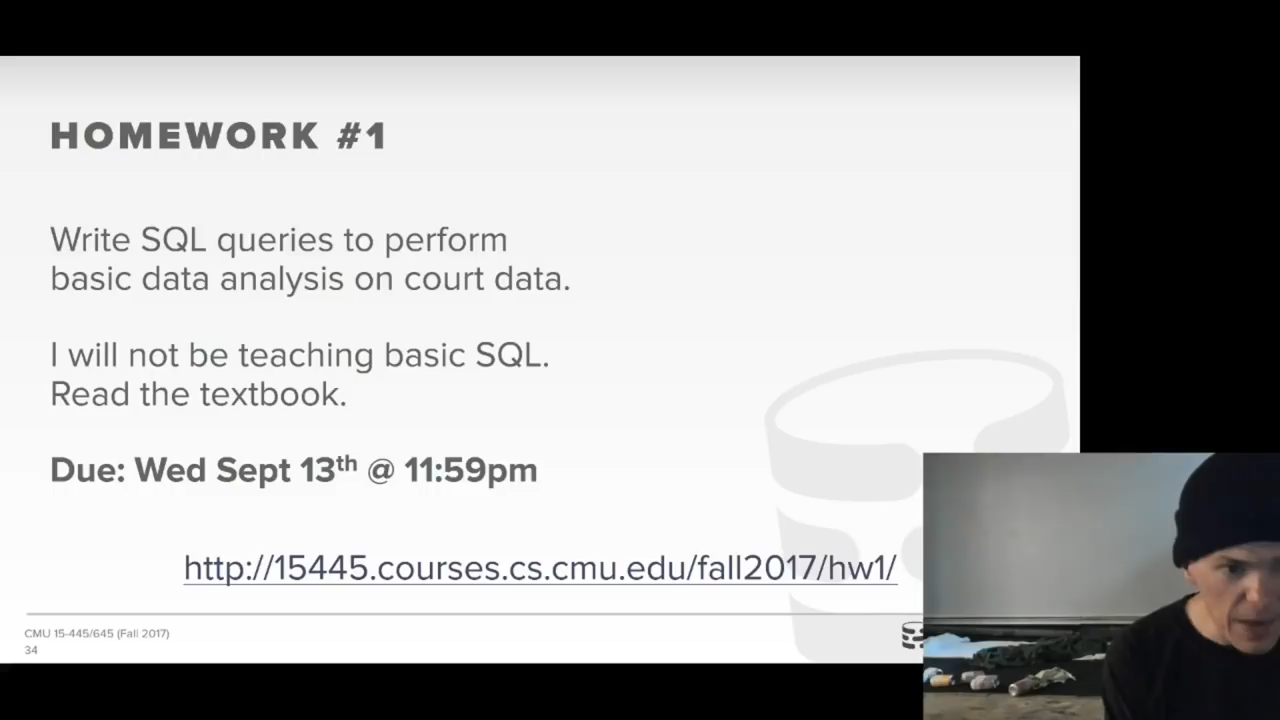 HOMEWORK #1
Write SQL queries to perform
basic data analysis on court data.
I will not be teaching basic SQL.
Read the textbook.
Due: Wed Sept 13th @ 11:59pm
http://15445.courses.cs.cmu.edu/fall2017/hw1/
CMU 15-445/645 (Fall 2017)
34